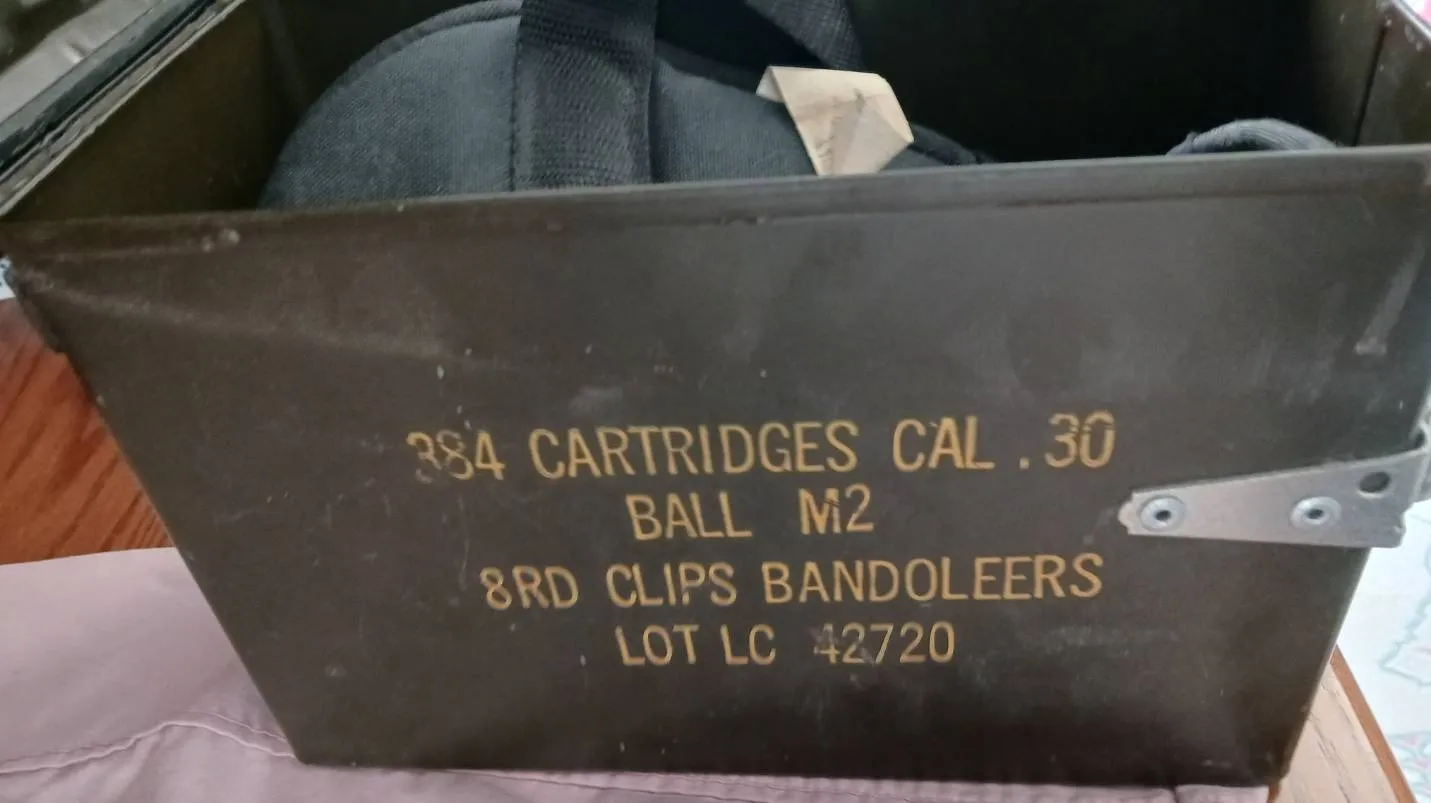 384 CARTRIDGES CAL .30
BALL M2
8RD CLIPS BANDOLEERS
LOT LC 42720